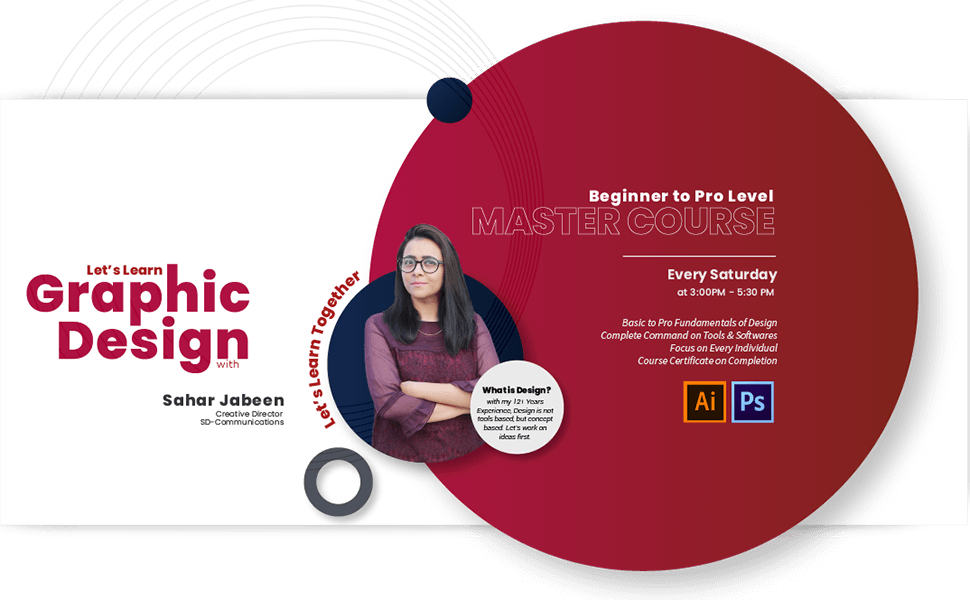 Let's Learn
Graphic
Design
with
Sahar Jabeen
Creative Director
SD-Communications
Let's Learn Together
What is Design?
with my 12+ Years
Experience, Design is not
tools based, but concept
based. Let's work on
ideas first.
Beginner to Pro Level
MASTER COURSE
Every Saturday
at 3:00PM - 5:30 PM
Basic to Pro Fundamentals of Design
Complete Command on Tools & Softwares
Focus on Every Individual
Course Certificate on Completion
Ai Ps